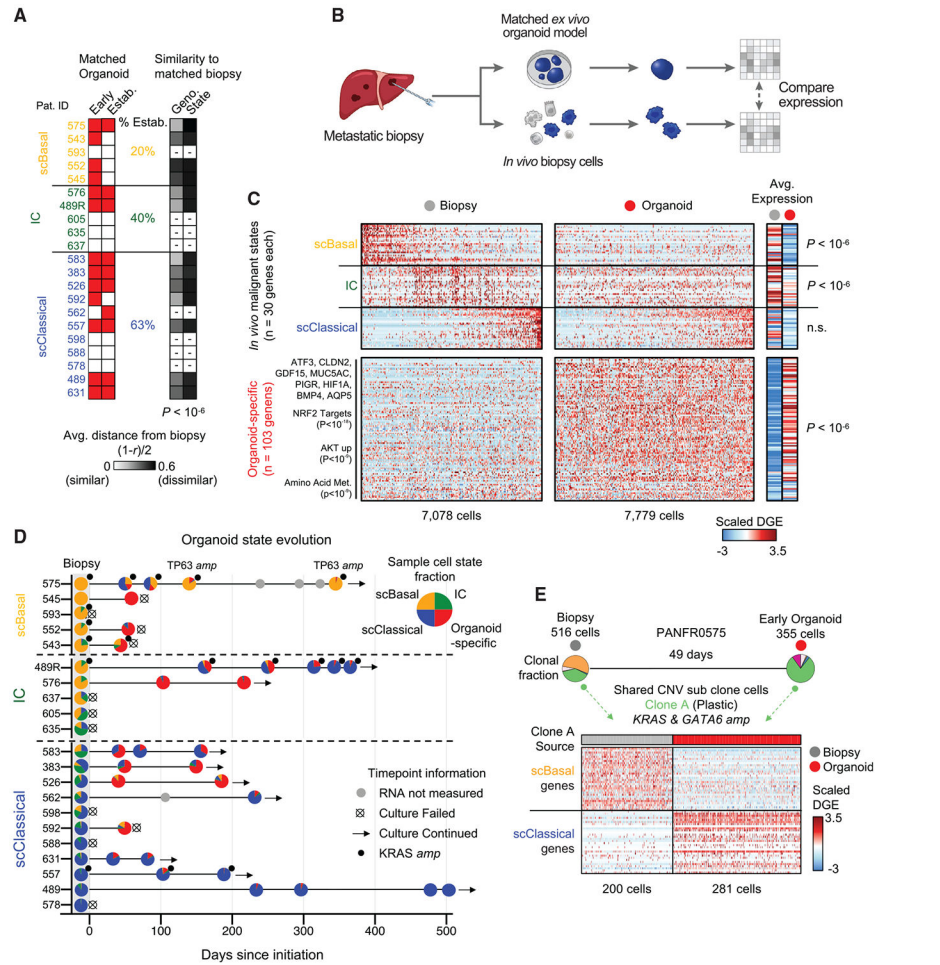 A
Matched
Organoid
Similarity to
matched biopsy
Pat. ID
Early
Estab.
% Estab.
Geno.
State
scBasal
575
543
593
552
545
20%
- -
IC
576
489R
605
635
637
40%
- -
- -
- -
scClassical
583
383
526
592
562
557
598
578
588
489
631
63%
- -
- -
- -
P < 10-6
Avg. distance from biopsy
(1-r)/2
0
0.6
(similar)
(dissimilar)
B
Matched ex vivo
organoid model
Metastatic biopsy
In vivo biopsy cells
Compare
expression
C
Biopsy
Organoid
Avg.
Expression
In vivo malignant states
(n = 30 genes each)
scBasal
IC
scClassical
P < 10-6
P < 10-6
n.s.
Organoid-specific
(n = 103 genens)
ATF3, CLDN2,
GDF15, MUC5AC,
PIGR, HIF1A,
BMP4, AQP5
NRF2 Targets
AKT up
Amino Acid Met.
P < 10-6
7,078 cells
7,779 cells
Scaled DGE
-3
3.5
D
Organoid state evolution
Biopsy
TP63 amp
TP63 amp
Sample cell state
fraction
scBasal
IC
scClassical
Organoid
-specific
scBasal
575
545
593
552
543
IC
489R
576
637
605
635
scClassical
583
383
526
562
598
592
588
631
557
489
578
Timepoint information
RNA not measured
Culture Failed
Culture Continued
KRAS amp
0
100
200
300
400
500
Days since initiation
E
Biopsy
516 cells
PANFR0575
Early Organoid
355 cells
49 days
Clonal
fraction
Shared CNV sub clone cells
Clone A (Plastic)
KRAS & GATA6 amp
Clone A
Source
scBasal
genes
scClassical
genes
Biopsy
Organoid
Scaled
DGE
3.5
-3
200 cells
281 cells